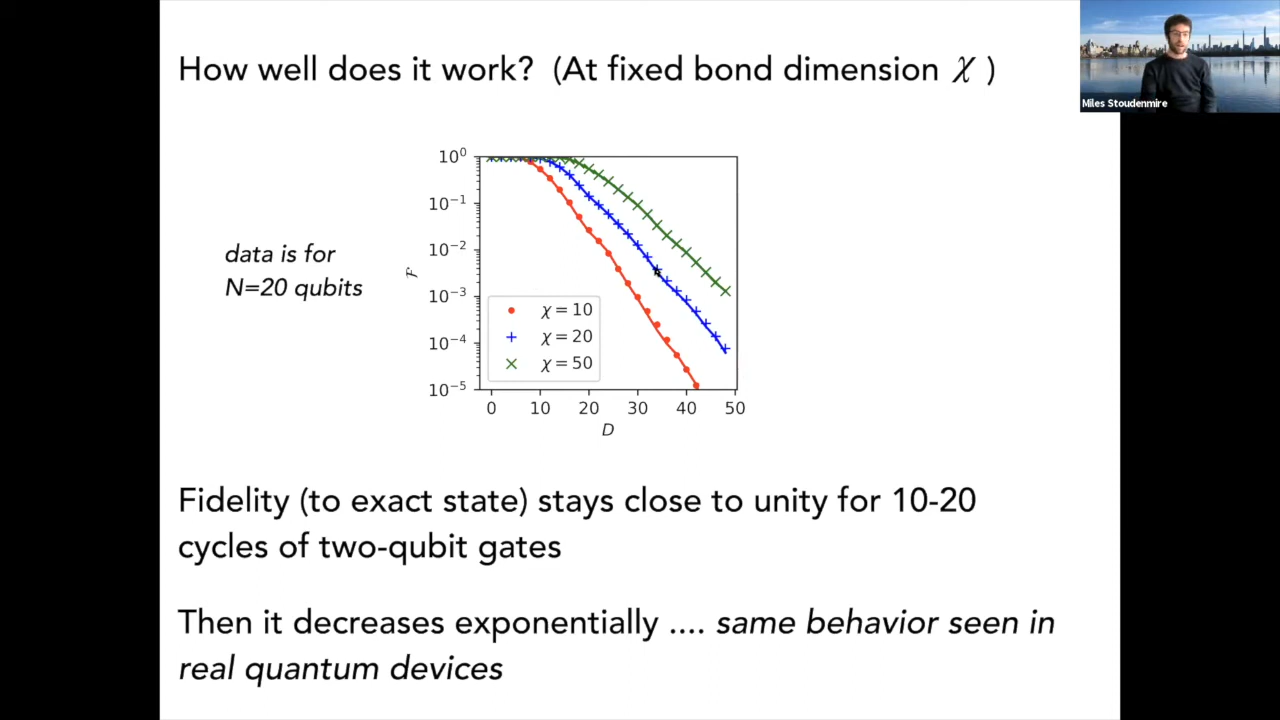 How well does it work? (At fixed bond dimension χ )
Miles Stoudenmire
data is for
N=20 qubits
10⁰
10⁻¹
10⁻²
10⁻³
10⁻⁴
10⁻⁵
ℱ
χ = 10
χ = 20
χ = 50
0 10 20 30 40 50
D
Fidelity (to exact state) stays close to unity for 10-20
cycles of two-qubit gates
Then it decreases exponentially .... same behavior seen in
real quantum devices